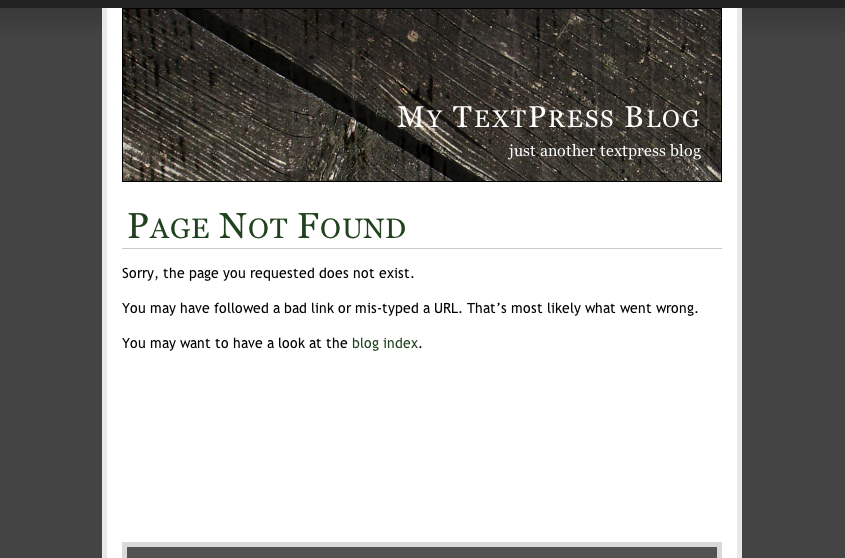 My TextPress Blog
just another textpress blog
Page Not Found
Sorry, the page you requested does not exist.
You may have followed a bad link or mis-typed a URL. That’s most likely what went wrong.
You may want to have a look at the blog index.